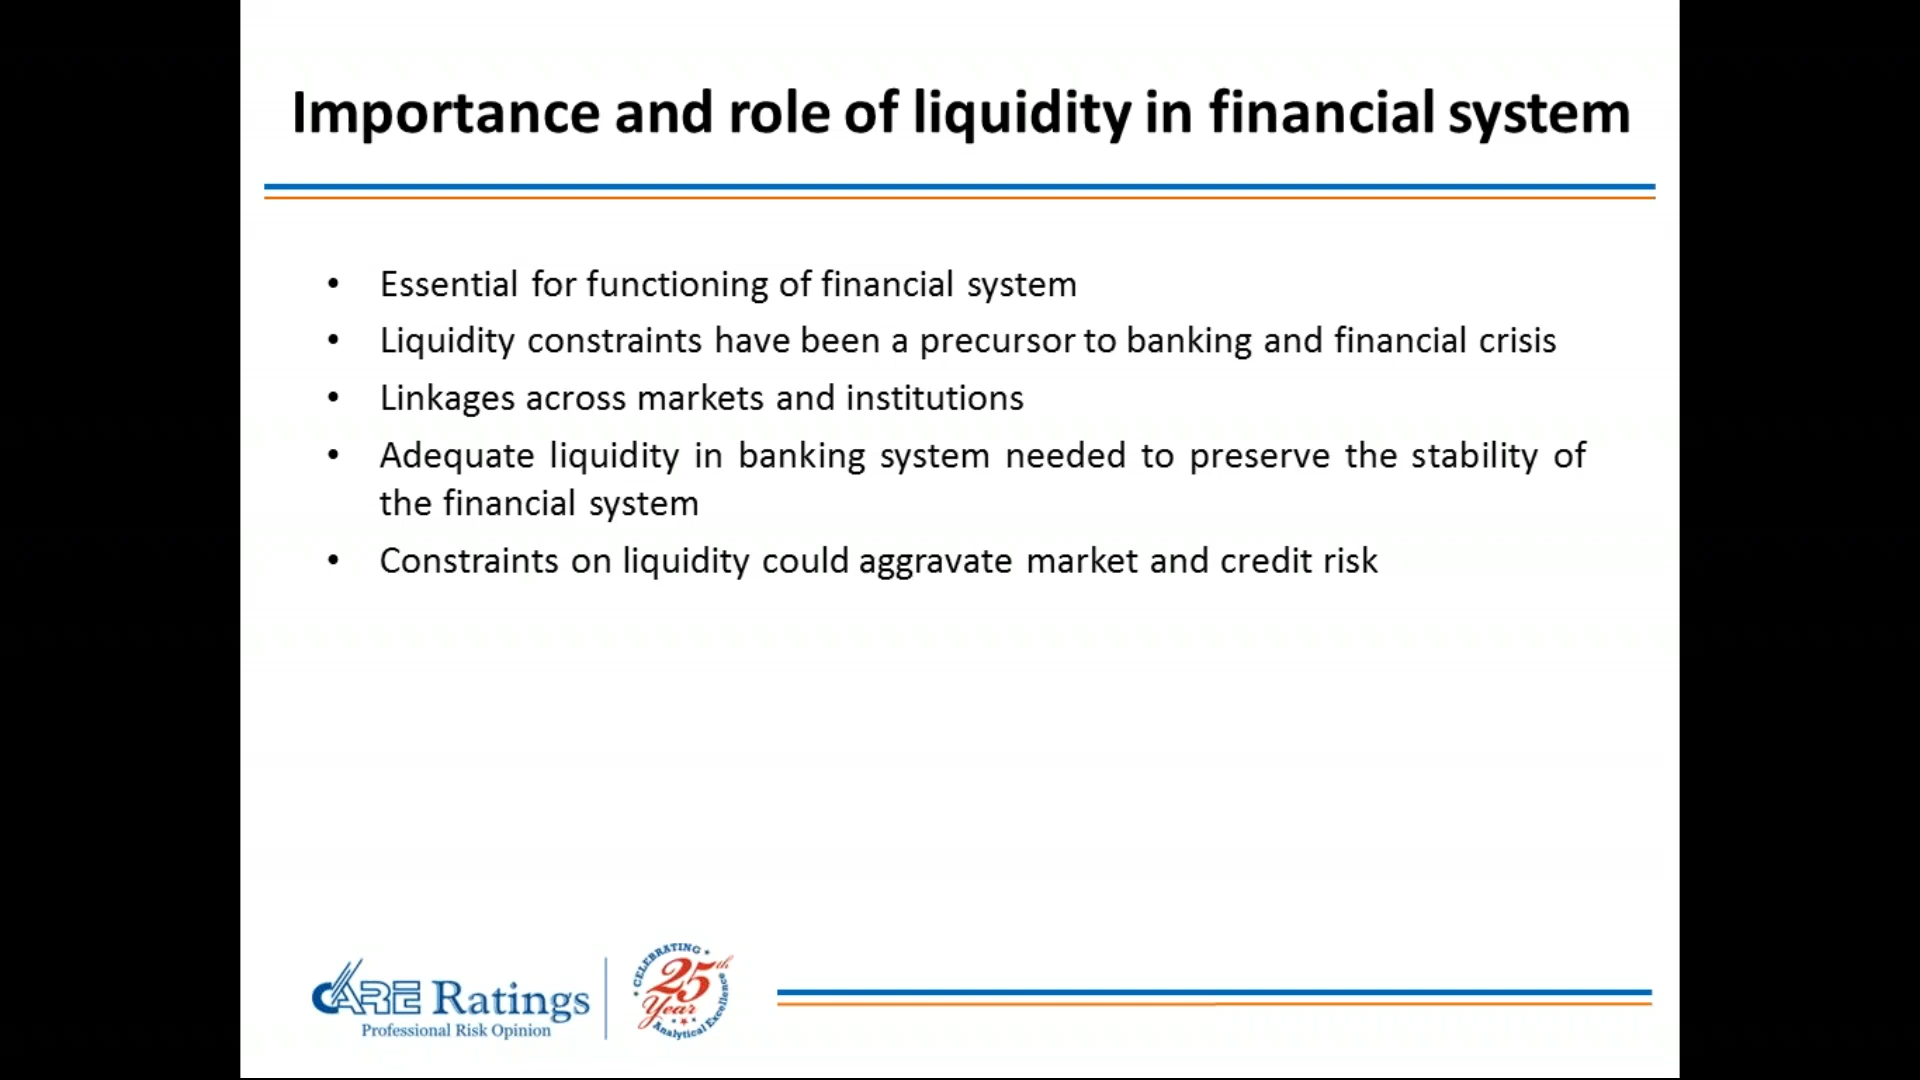 Importance and role of liquidity in financial system
• Essential for functioning of financial system
• Liquidity constraints have been a precursor to banking and financial crisis
• Linkages across markets and institutions
• Adequate liquidity in banking system needed to preserve the stability of
the financial system
• Constraints on liquidity could aggravate market and credit risk
CARE Ratings
Professional Risk Opinion
CELEBRATING
25th
Year
Analytical Excellence